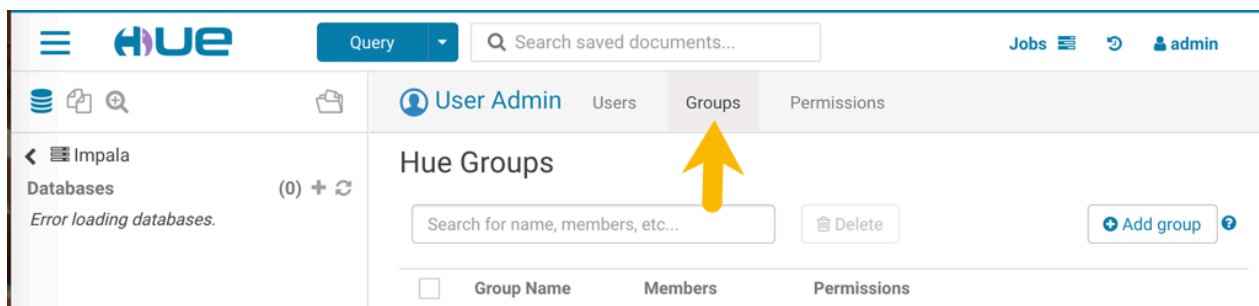 HUE Query Search saved documents... Jobs admin
User Admin Users Groups Permissions
Impala
Hue Groups
Databases (0)
Error loading databases.
Search for name, members, etc... Delete Add group
Group Name Members Permissions